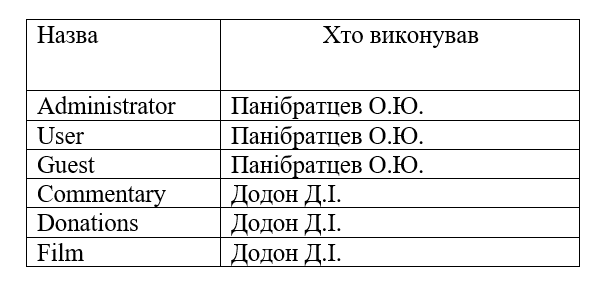 Назва Хто виконував
Administrator Панібратцев О.Ю.
User Панібратцев О.Ю.
Guest Панібратцев О.Ю.
Commentary Додон Д.І.
Donations Додон Д.І.
Film Додон Д.І.